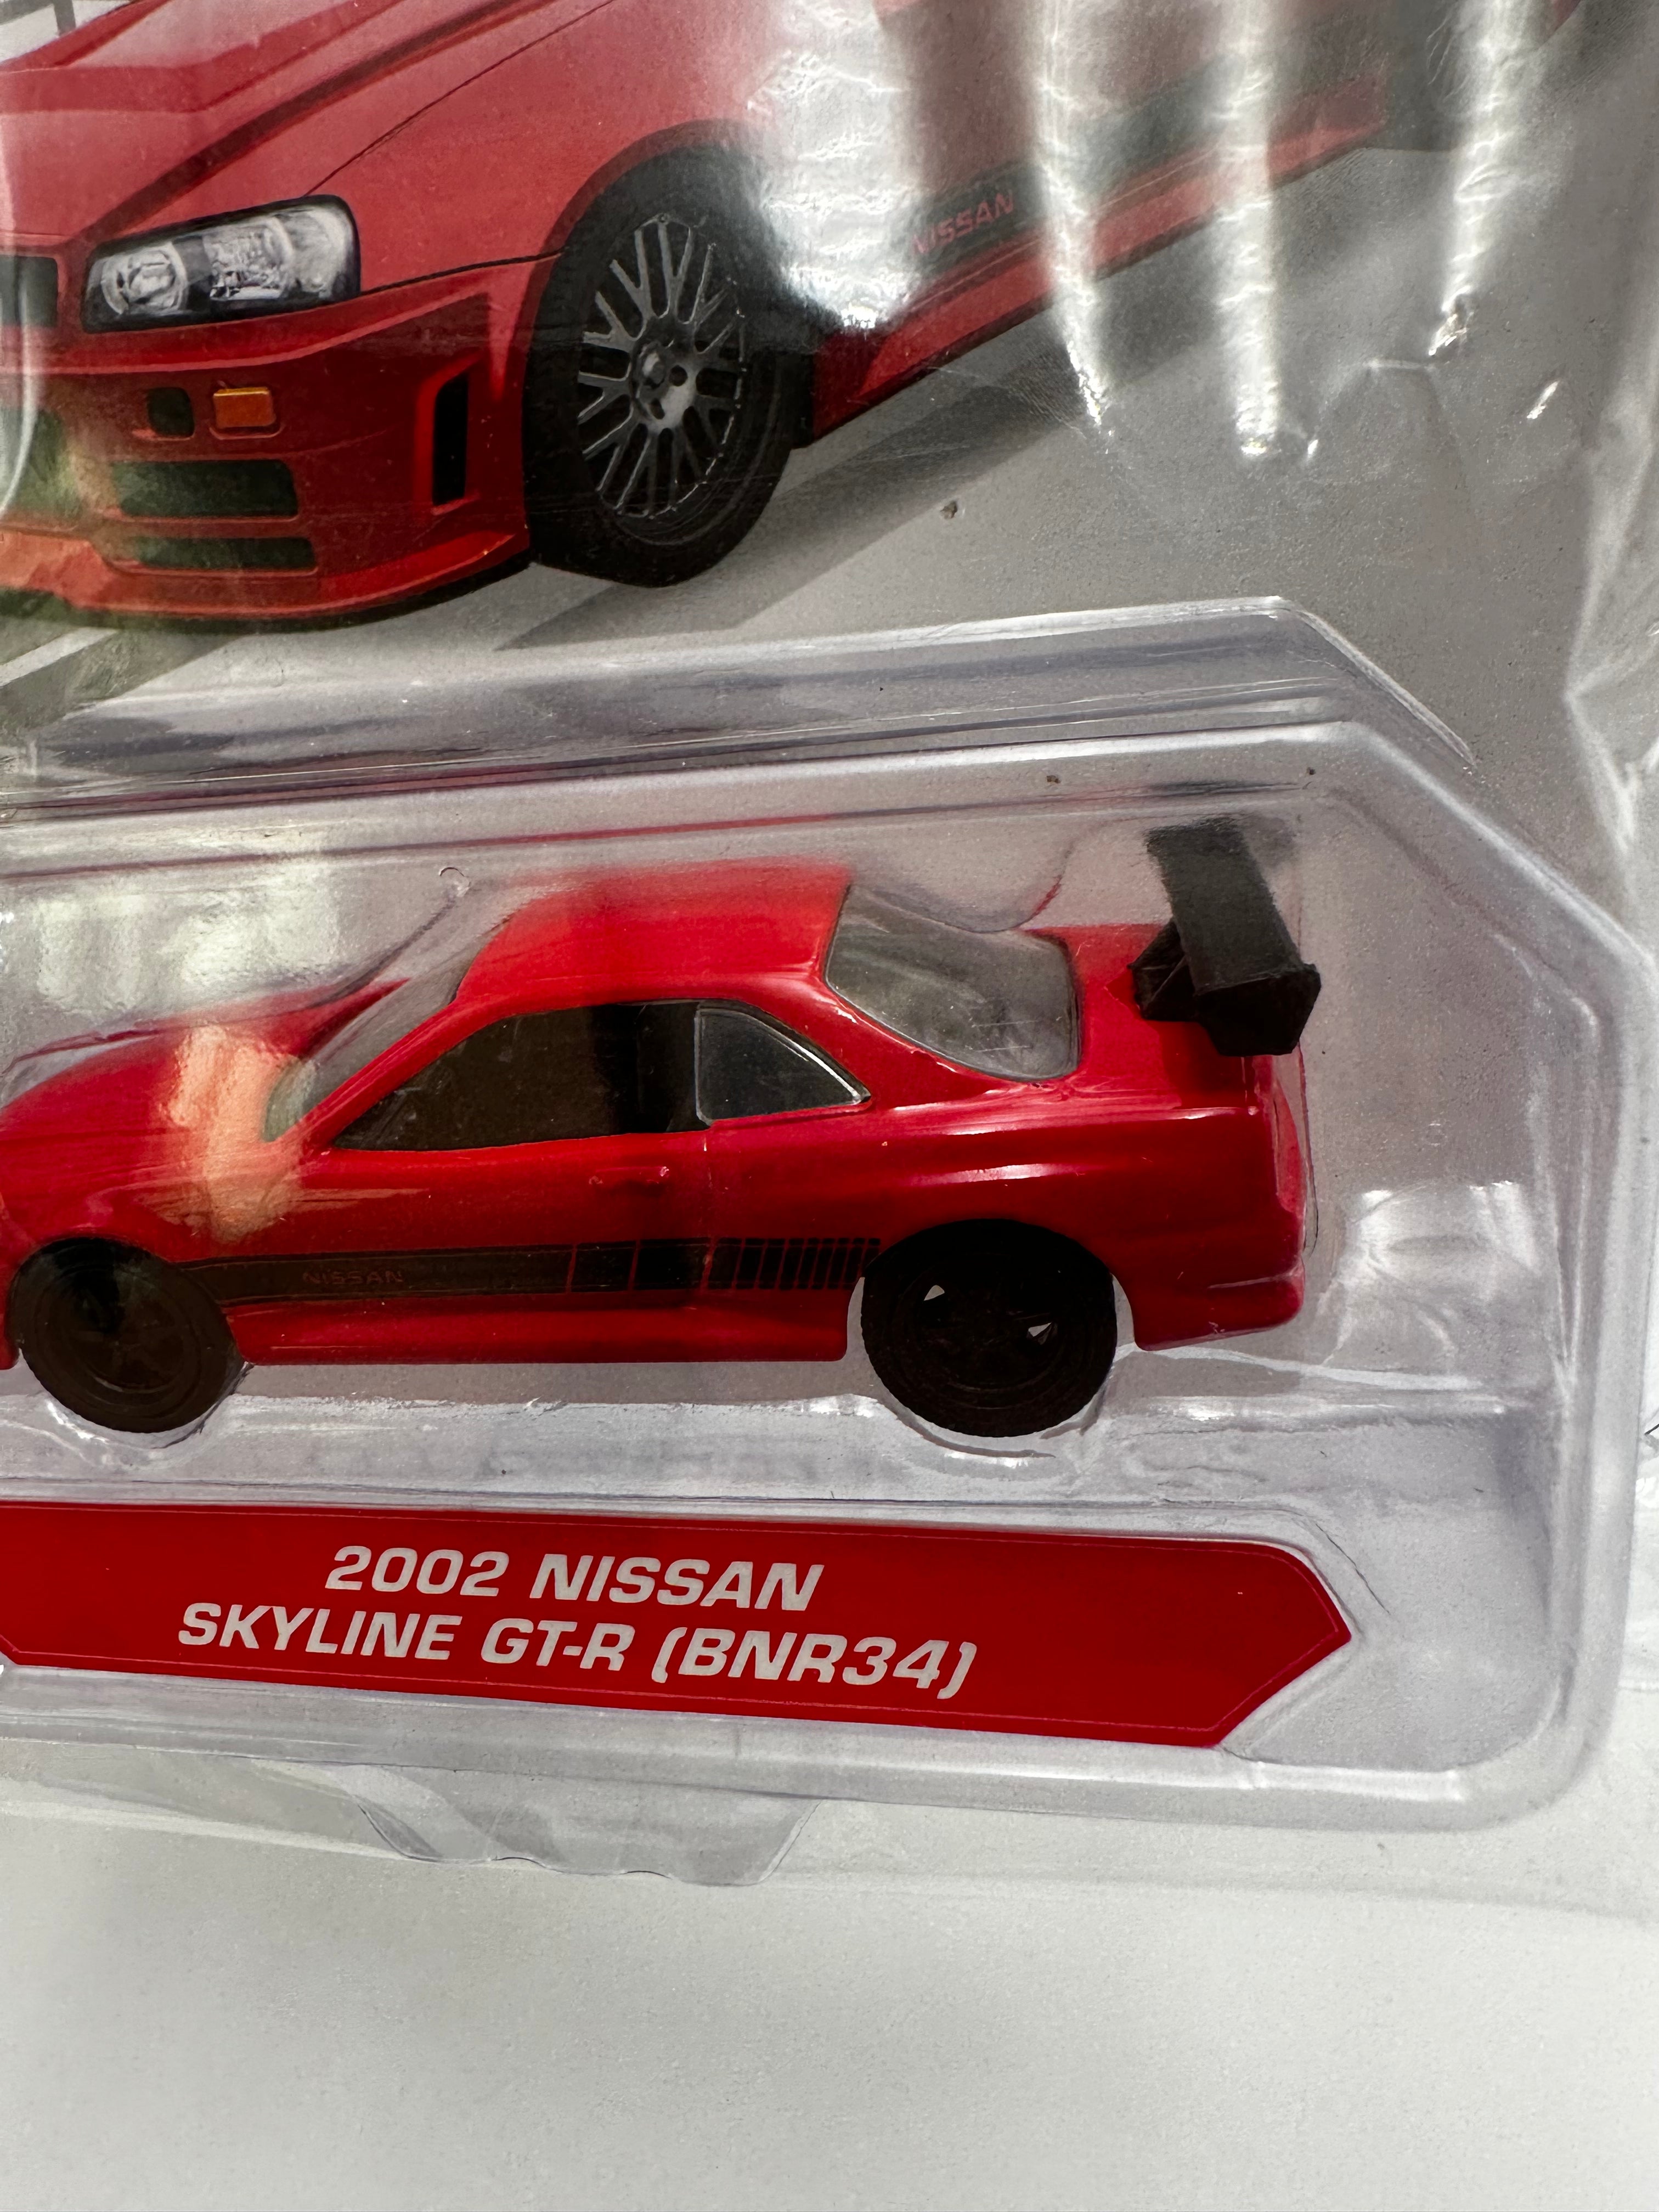 NISSAN
NISSAN
2002 NISSAN
SKYLINE GT-R (BNR34)